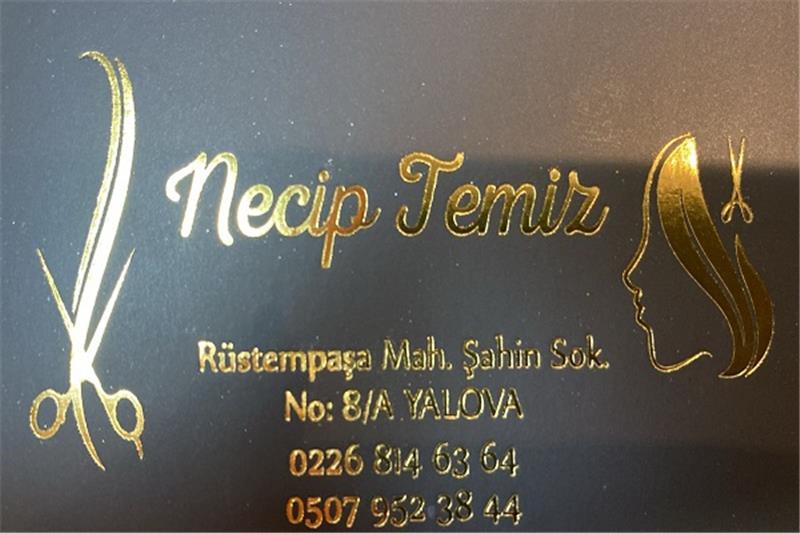 Necip Temiz
Rüstempaşa Mah. Şahin Sok.
No: 8/A YALOVA
0226 814 63 64
0507 952 38 44